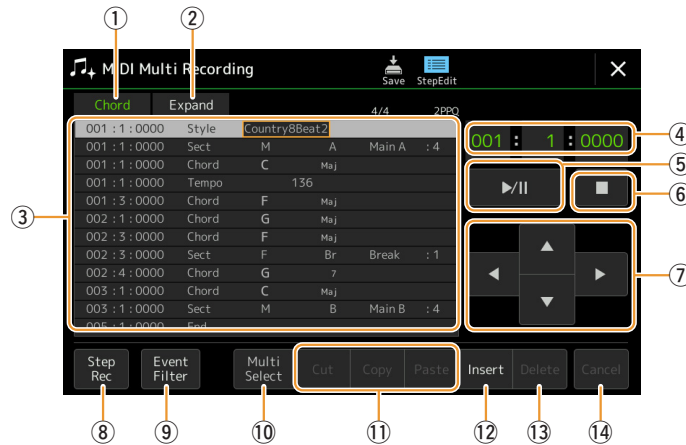 ① ②
MIDI Multi Recording Save StepEdit ×
Chord Expand 4/4 2PPQ
001 : 1 : 0000 Style Country8Beat2
001 : 1 : 0000 Sect M A Main A : 4
001 : 1 : 0000 Chord C Maj
001 : 1 : 0000 Tempo 136
001 : 3 : 0000 Chord F Maj
002 : 1 : 0000 Chord G Maj
002 : 3 : 0000 Chord F Maj
002 : 3 : 0000 Sect F Br Break : 1
002 : 4 : 0000 Chord G 7
003 : 1 : 0000 Chord C Maj
003 : 1 : 0000 Sect M B Main B : 4
005 : 1 : 0000 End
③
001 : 1 : 0000 ④
⑤
▶/II ■ ⑥
⑦
Step Rec
Event Filter
Multi Select
Cut Copy Paste
Insert Delete Cancel
⑧ ⑨ ⑩ ⑪ ⑫ ⑬ ⑭